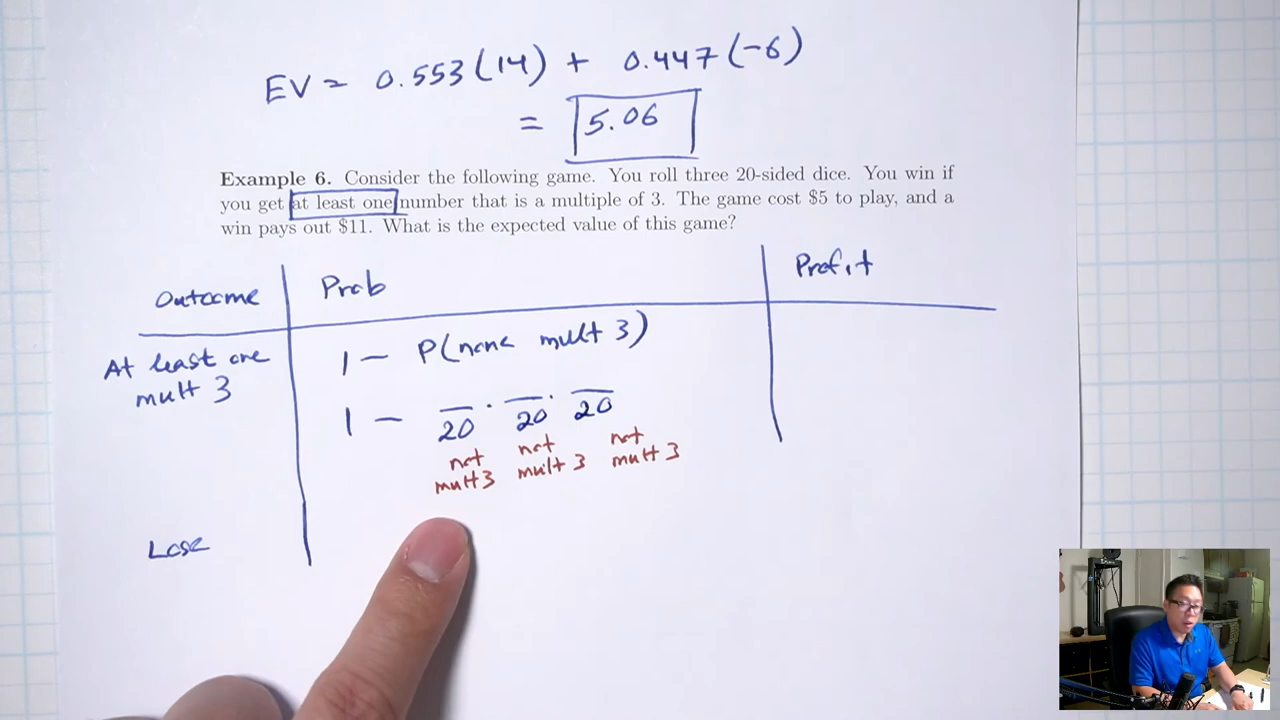 EV = 0.553(14) + 0.447(-6)
= 5.06
Example 6. Consider the following game. You roll three 20-sided dice. You win if
you get at least one number that is a multiple of 3. The game cost $5 to play, and a
win pays out $11. What is the expected value of this game?
Outcome Prob Profit
At least one 1 - P(none mult 3)
mult 3
1 - __/20 · __/20 · __/20
not not not
mult 3 mult 3 mult 3
Lose